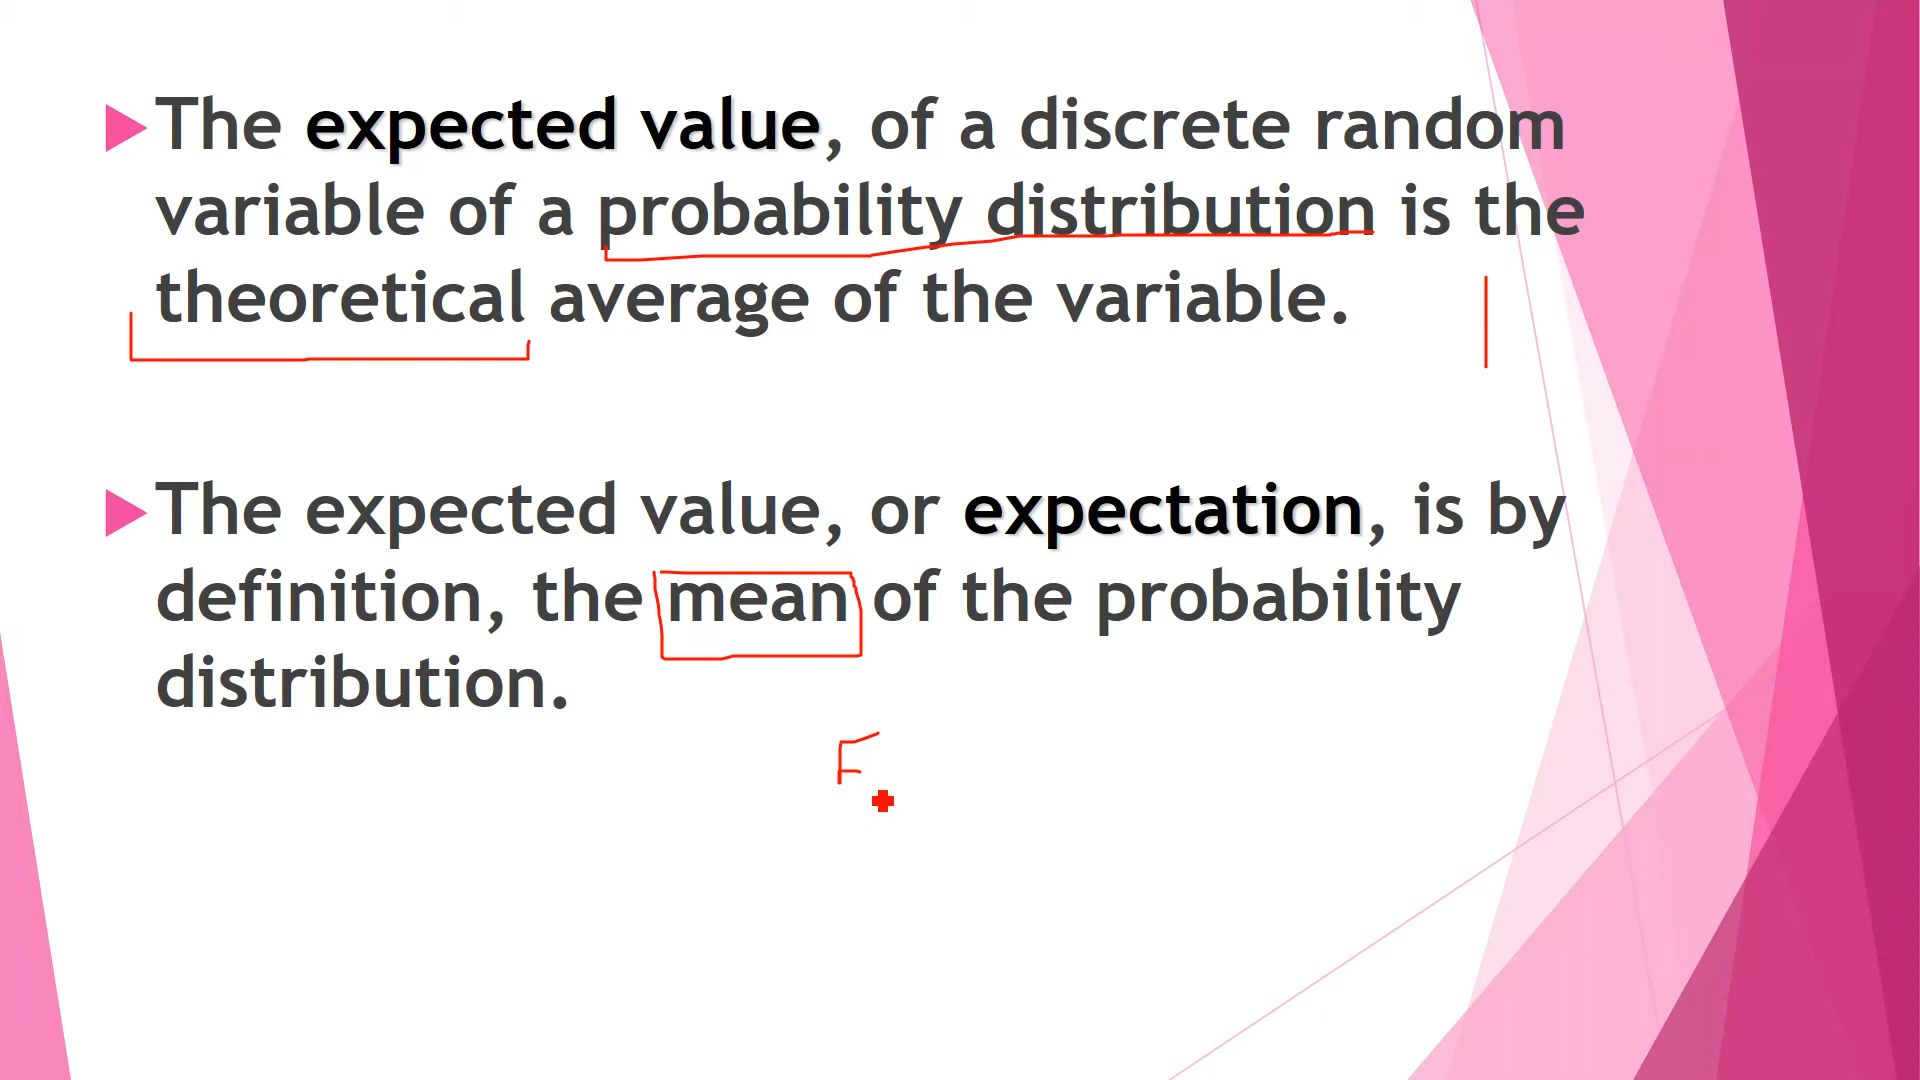 The expected value, of a discrete random
variable of a probability distribution is the
theoretical average of the variable.
The expected value, or expectation, is by
definition, the mean of the probability
distribution.